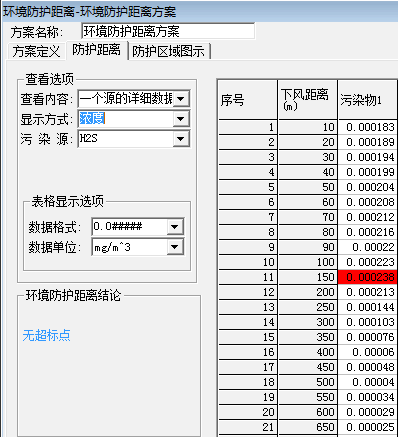 环境防护距离-环境防护距离方案
方案名称: 环境防护距离方案
方案定义 防护距离 防护区域图示
查看选项
查看内容: 一个源的详细数据
显示方式: 浓度
污 染 源: H2S
表格显示选项
数据格式: 0.0#####
数据单位: mg/m^3
环境防护距离结论
无超标点
序号 下风距离(m) 污染物1
1 10 0.000183
2 20 0.000189
3 30 0.000194
4 40 0.000199
5 50 0.000204
6 60 0.000208
7 70 0.000212
8 80 0.000216
9 90 0.00022
10 100 0.000223
11 150 0.000238
12 200 0.000213
13 250 0.000144
14 300 0.000103
15 350 0.000076
16 400 0.00006
17 450 0.000048
18 500 0.00004
19 550 0.000034
20 600 0.000029
21 650 0.000025